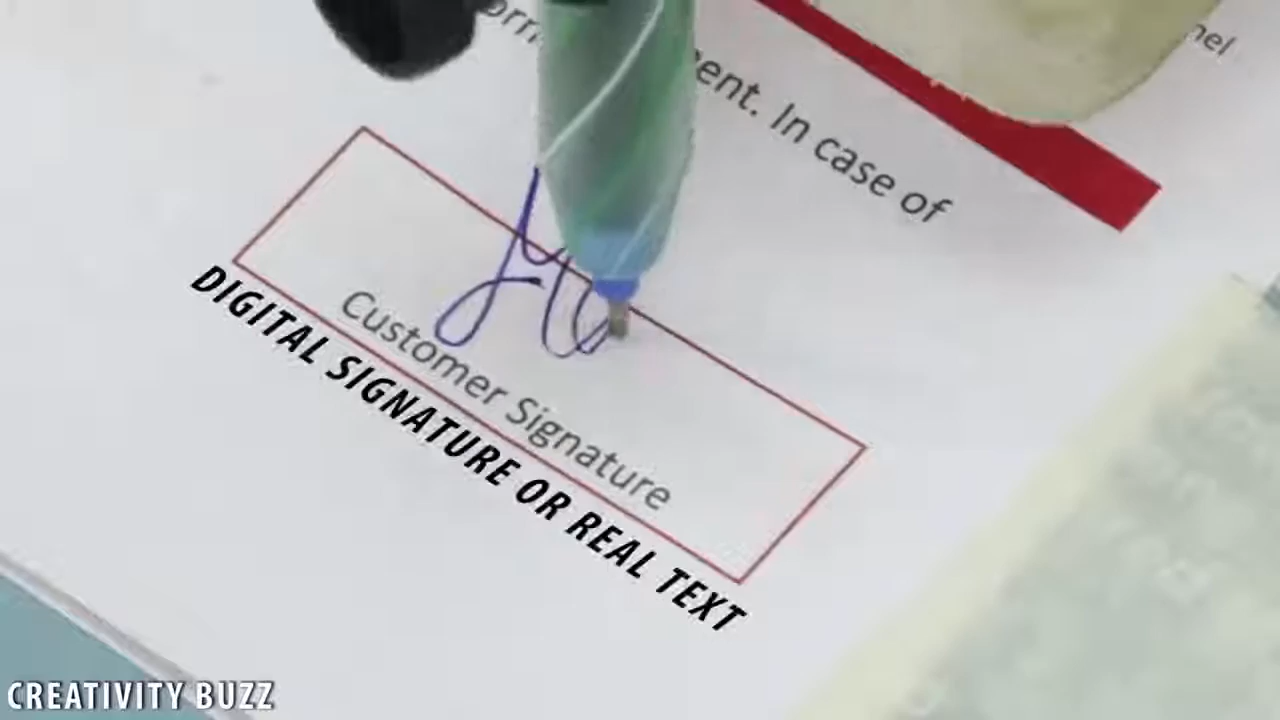 ent. In case of
Customer Signature
DIGITAL SIGNATURE OR REAL TEXT
CREATIVITY BUZZ